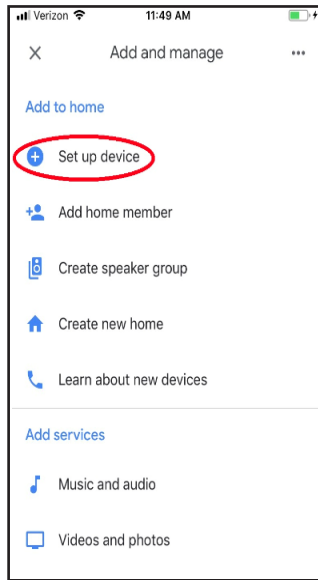 Verizon 11:49 AM
Add and manage
Add to home
Set up device
Add home member
Create speaker group
Create new home
Learn about new devices
Add services
Music and audio
Videos and photos